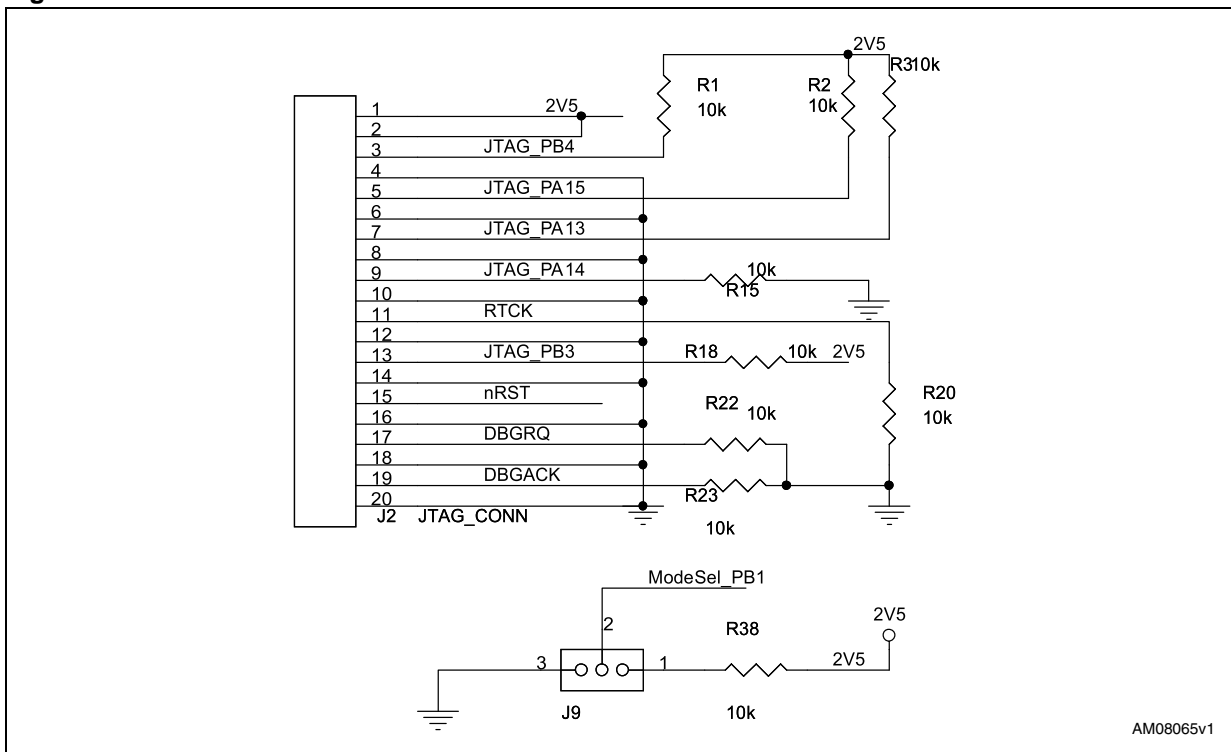 2V5
R310k
R1
R2
10k
10k
1
2V5
2
3
JTAG_PB4
4
5
JTAG_PA15
6
7
JTAG_PA13
8
9
JTAG_PA14
10k
R15
10
11
RTCK
12
13
JTAG_PB3
R18
10k
2V5
14
15
nRST
R20
10k
16
R22
10k
17
DBGRQ
18
19
DBGACK
R23
20
J2
JTAG_CONN
10k
ModeSel_PB1
2
R38
2V5
3
1
2V5
J9
10k
AM08065v1